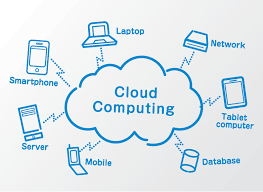 Laptop
Network
Smartphone
Cloud
Computing
Tablet
computer
Server
Mobile
Database